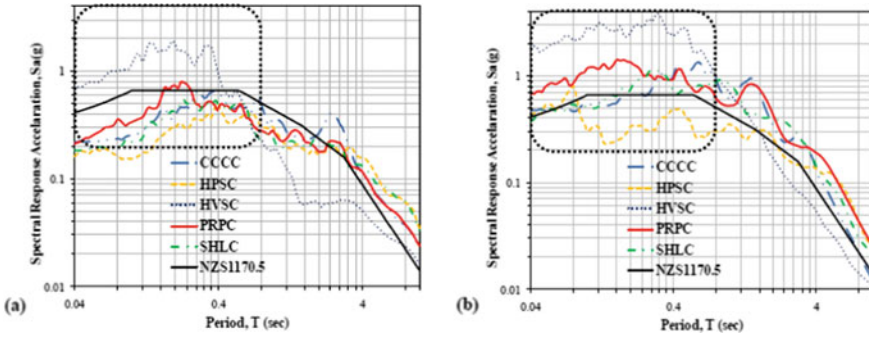 Spectral Response Accelaration, Sa(g)
1
0.1
0.01
CCCC
HPSC
HVSC
PRPC
SHLC
NZS1170.5
0.04
0.4
4
Period, T (sec)
(a)
Spectral Response Accelaration, Sa(g)
1
0.1
0.01
CCCC
HPSC
HVSC
PRPC
SHLC
NZS1170.5
0.04
0.4
4
Period, T (sec)
(b)